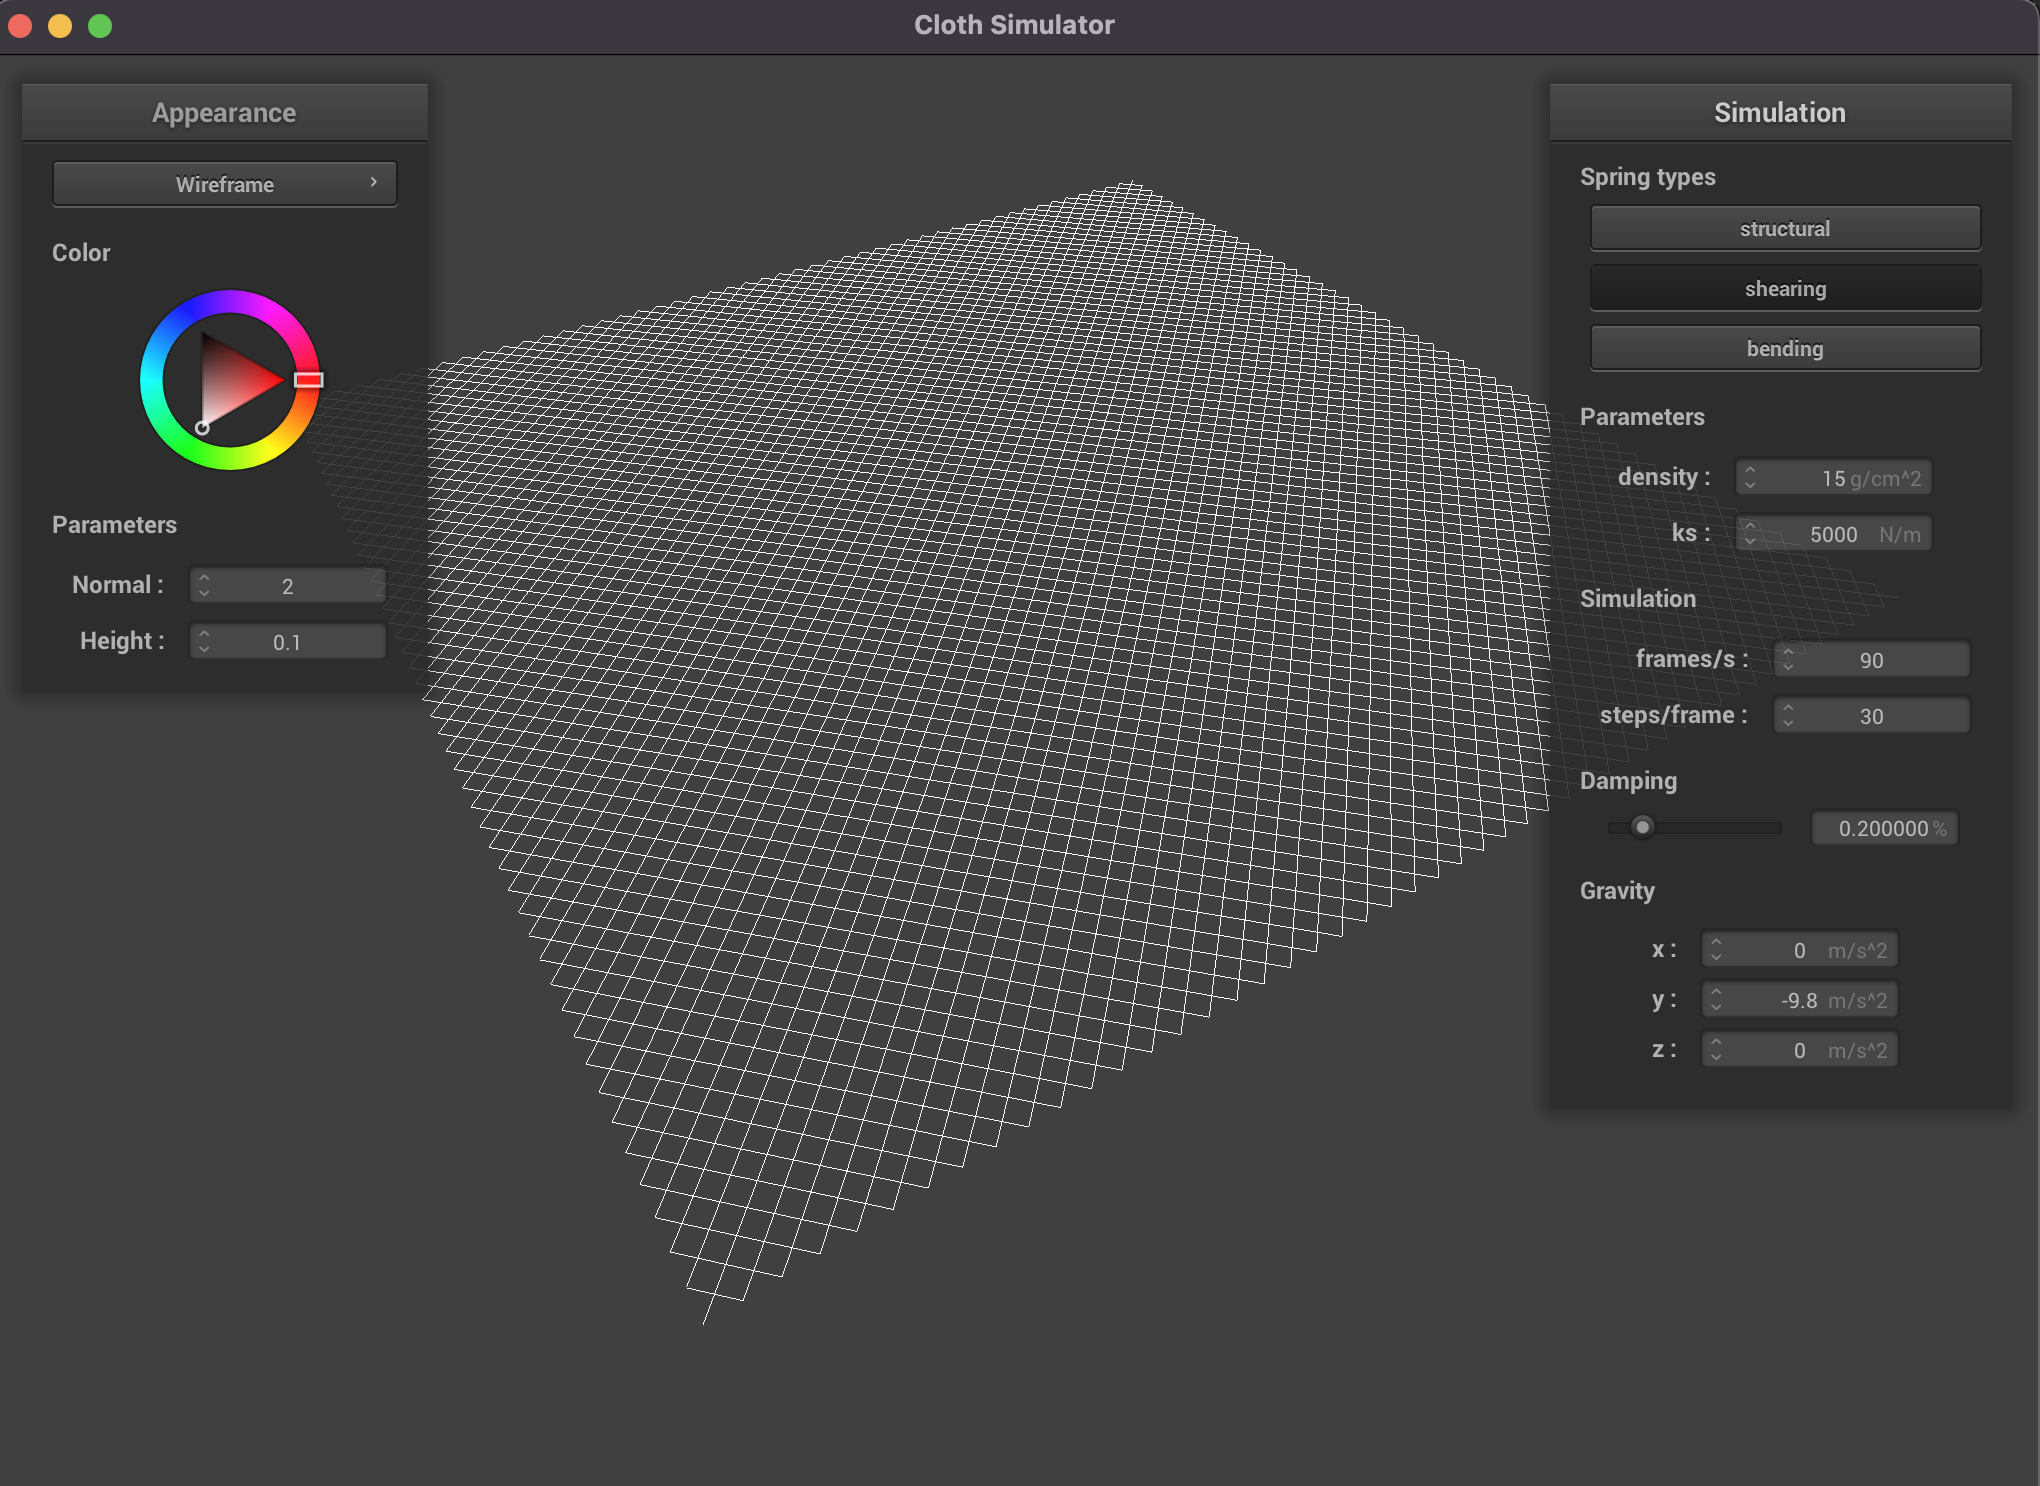 Cloth Simulator
Appearance
Wireframe
Color
Parameters
Normal : 2
Height : 0.1
Simulation
Spring types
structural
shearing
bending
Parameters
density : 15 g/cm^2
ks : 5000 N/m
Simulation
frames/s : 90
steps/frame : 30
Damping
0.200000 %
Gravity
x : 0 m/s^2
y : -9.8 m/s^2
z : 0 m/s^2